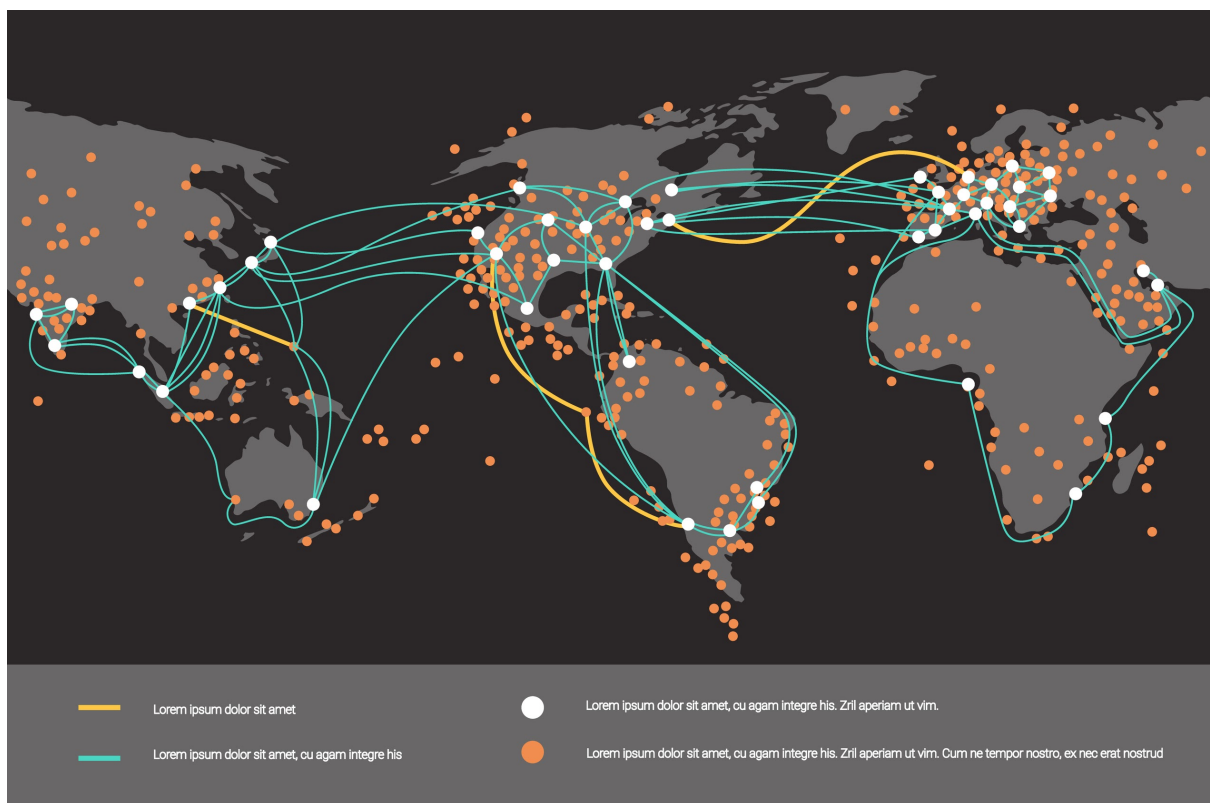 Lorem ipsum dolor sit amet
Lorem ipsum dolor sit amet, cu agam integre his
Lorem ipsum dolor sit amet, cu agam integre his. Zril aperiam ut vim.
Lorem ipsum dolor sit amet, cu agam integre his. Zril aperiam ut vim. Cum ne tempor nostro, ex nec erat nostrud